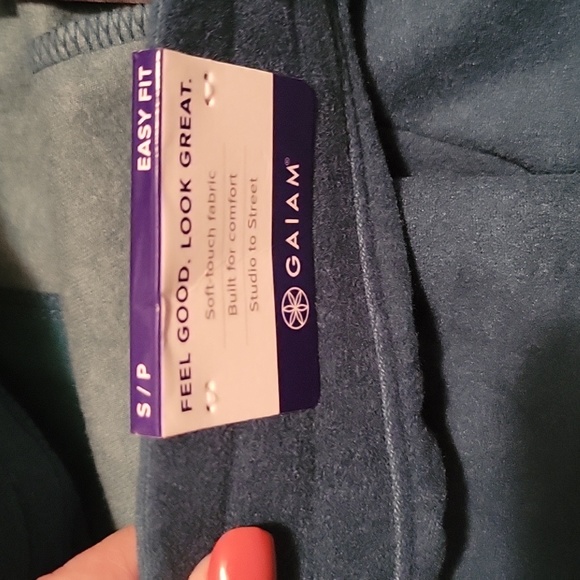 S / P EASY FIT
FEEL GOOD. LOOK GREAT.
Soft-touch fabric
Built for comfort
Studio to Street
GAIAM®